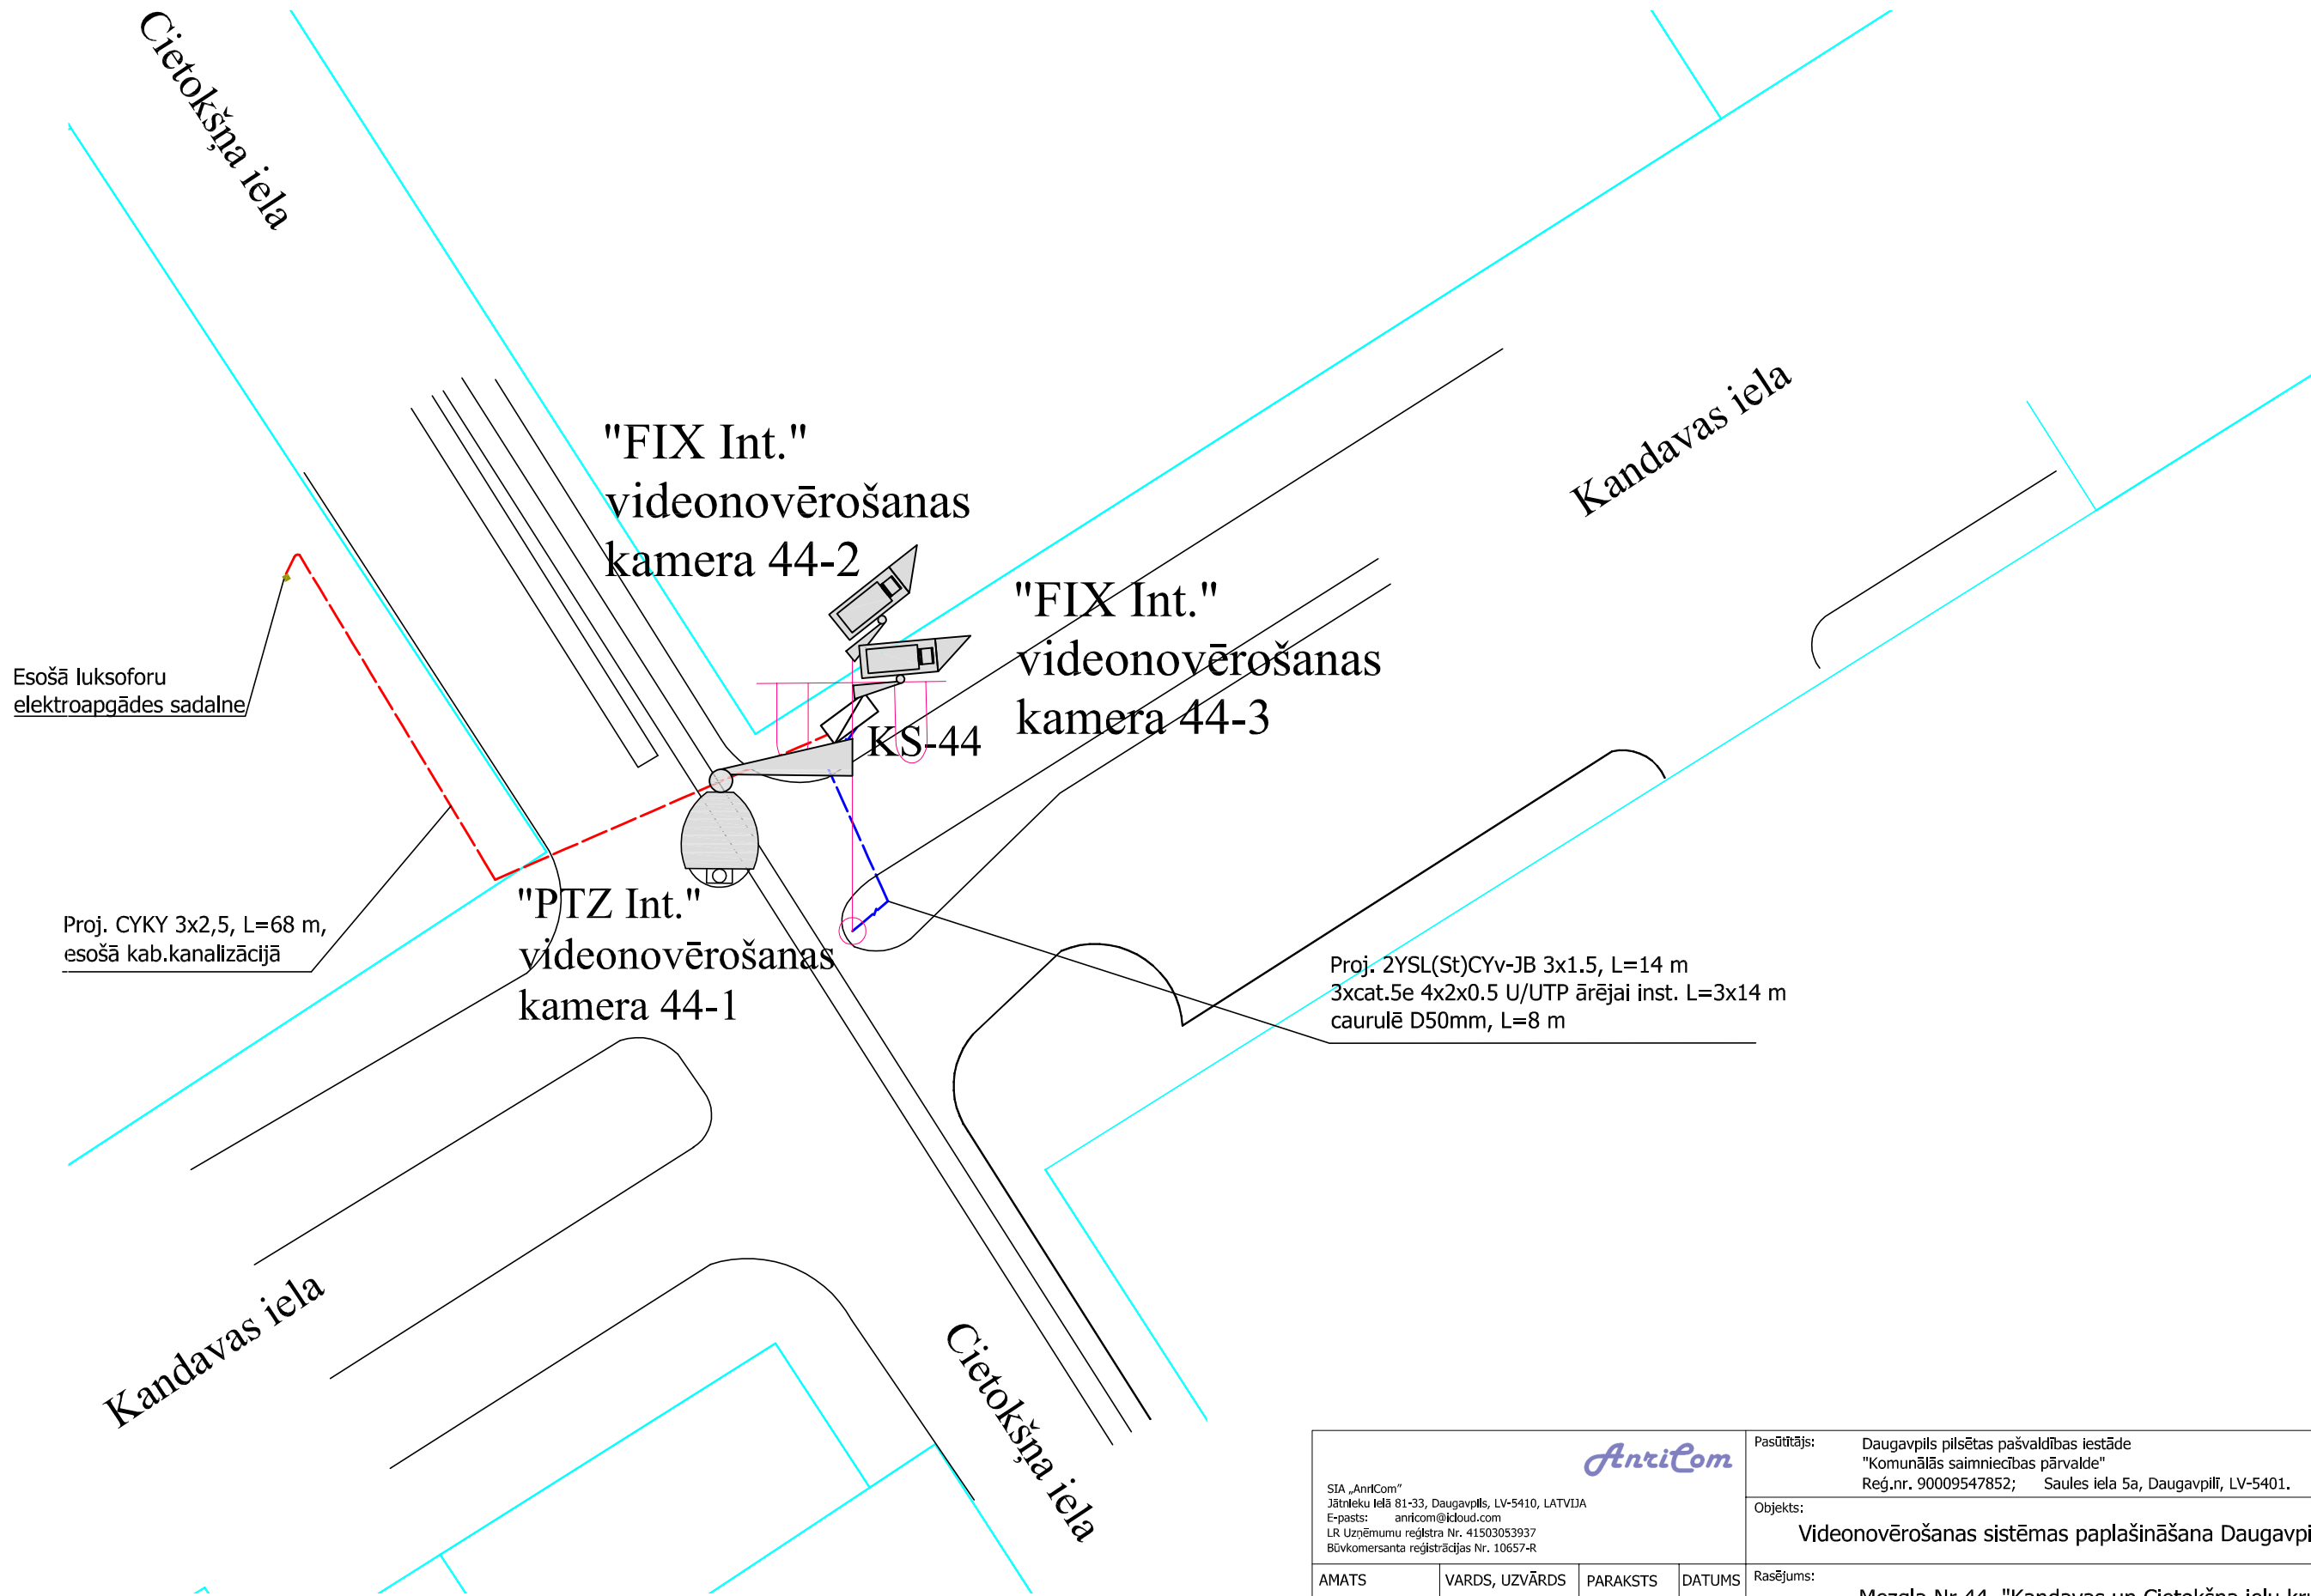 Cietokšņa iela
"FIX Int."
videonovērošanas
kamera 44-2
Kandavas iela
"FIX Int."
videonovērošanas
kamera 44-3
Esošā luksoforu
elektroapgādes sadalne
KS-44
Proj. CYKY 3x2,5, L=68 m,
esošā kab.kanalizācijā
"PTZ Int."
videonovērošanas
kamera 44-1
Proj. 2YSL(St)CYv-JB 3x1.5, L=14 m
3xcat.5e 4x2x0.5 U/UTP ārējai inst. L=3x14 m
caurulē D50mm, L=8 m
Kandavas iela
Cietokšņa iela
AnriCom
SIA „AnriCom"
Jātnieku ielā 81-33, Daugavpils, LV-5410, LATVIJA
E-pasts: anricom@icloud.com
LR Uzņēmumu reģistra Nr. 41503053937
Būvkomersanta reģistrācijas Nr. 10657-R
Pasūtītājs: Daugavpils pilsētas pašvaldības iestāde
"Komunālās saimniecības pārvalde"
Reģ.nr. 90009547852; Saules iela 5a, Daugavpilī, LV-5401.
Objekts:
Videonovērošanas sistēmas paplašināšana
AMATS VARDS, UZVĀRDS PARAKSTS DATUMS
Rasējums: